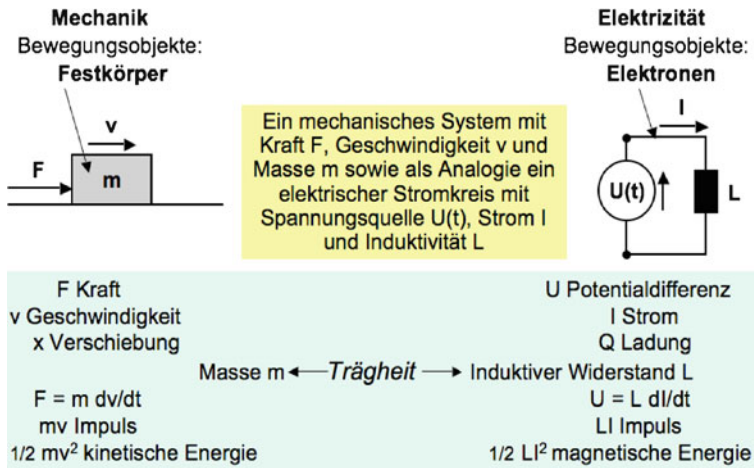 Mechanik
Bewegungsobjekte:
Festkörper
v
F
m
Ein mechanisches System mit
Kraft F, Geschwindigkeit v und
Masse m sowie als Analogie ein
elektrischer Stromkreis mit
Spannungsquelle U(t), Strom I
und Induktivität L
Elektrizität
Bewegungsobjekte:
Elektronen
I
U(t)
L
F Kraft
U Potentialdifferenz
v Geschwindigkeit
I Strom
x Verschiebung
Q Ladung
Masse m ←Trägheit→ Induktiver Widerstand L
F = m dv/dt
U = L dI/dt
mv Impuls
LI Impuls
1/2 mv² kinetische Energie
1/2 LI² magnetische Energie